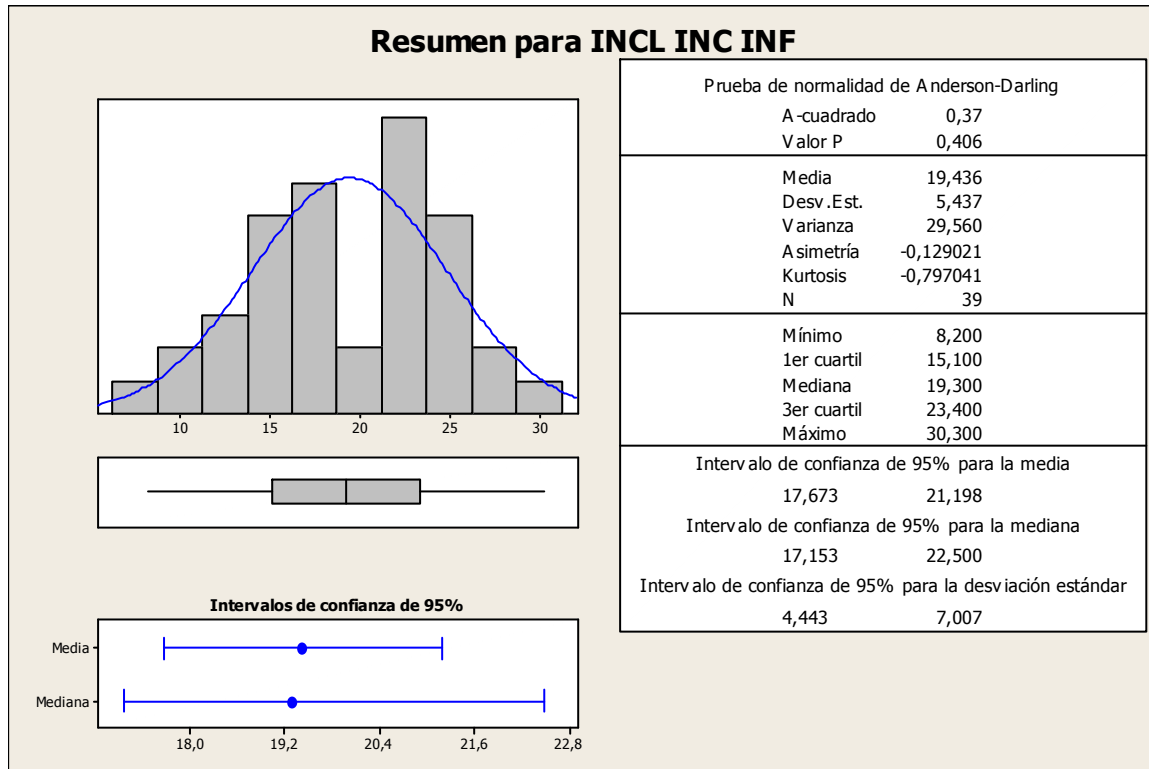 Resumen para INCL INC INF
10 15 20 25 30
Intervalos de confianza de 95%
Media
Mediana
18,0 19,2 20,4 21,6 22,8
Prueba de normalidad de Anderson-Darling
A-cuadrado 0,37
Valor P 0,406
Media 19,436
Desv.Est. 5,437
Varianza 29,560
Asimetría -0,129021
Kurtosis -0,797041
N 39
Mínimo 8,200
1er cuartil 15,100
Mediana 19,300
3er cuartil 23,400
Máximo 30,300
Intervalo de confianza de 95% para la media
17,673 21,198
Intervalo de confianza de 95% para la mediana
17,153 22,500
Intervalo de confianza de 95% para la desviación estándar
4,443 7,007